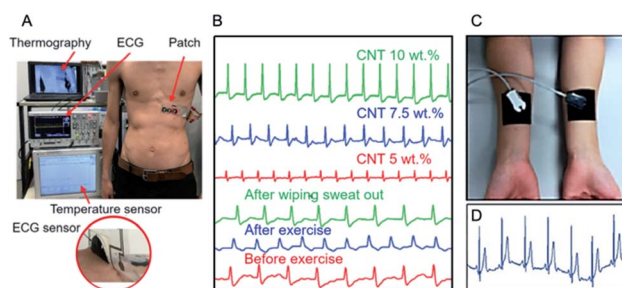 A
Thermography
ECG
Patch
Temperature sensor
ECG sensor
B
CNT 10 wt.%
CNT 7.5 wt.%
CNT 5 wt.%
After wiping sweat out
After exercise
Before exercise
C
D